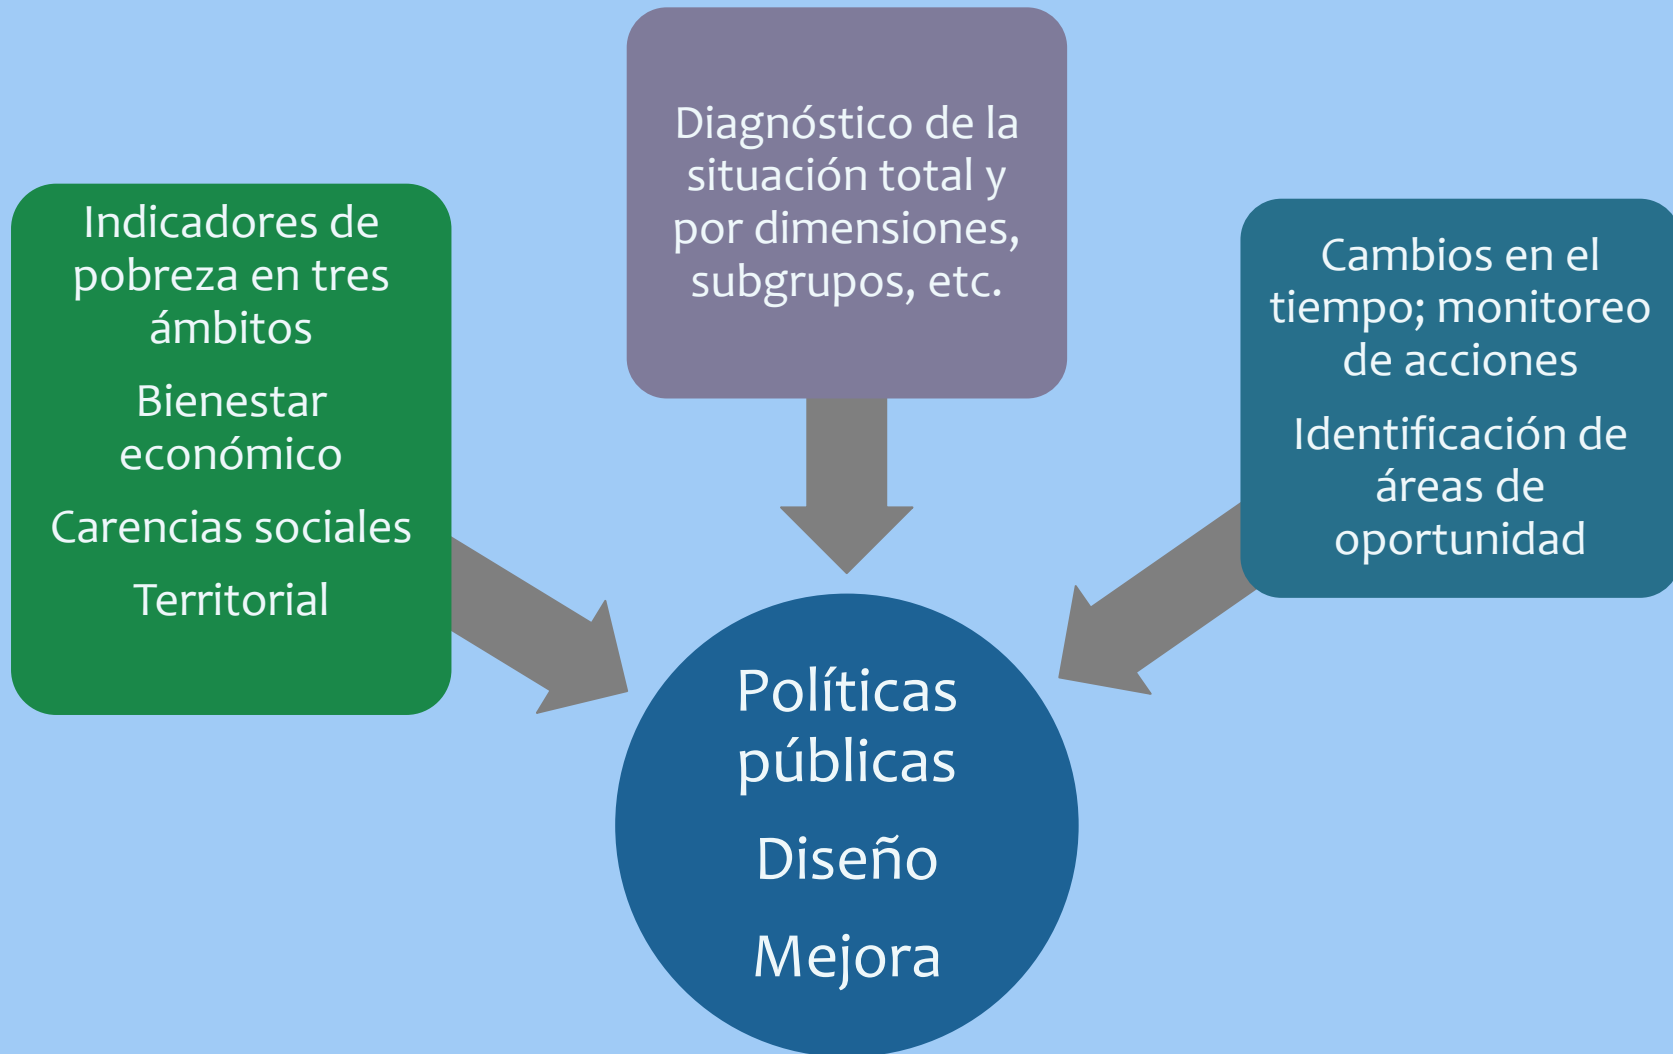 Indicadores de
pobreza en tres
ámbitos
Bienestar
económico
Carencias sociales
Territorial
Diagnóstico de la
situación total y
por dimensiones,
subgrupos, etc.
Cambios en el
tiempo; monitoreo
de acciones
Identificación de
áreas de
oportunidad
Políticas
públicas
Diseño
Mejora